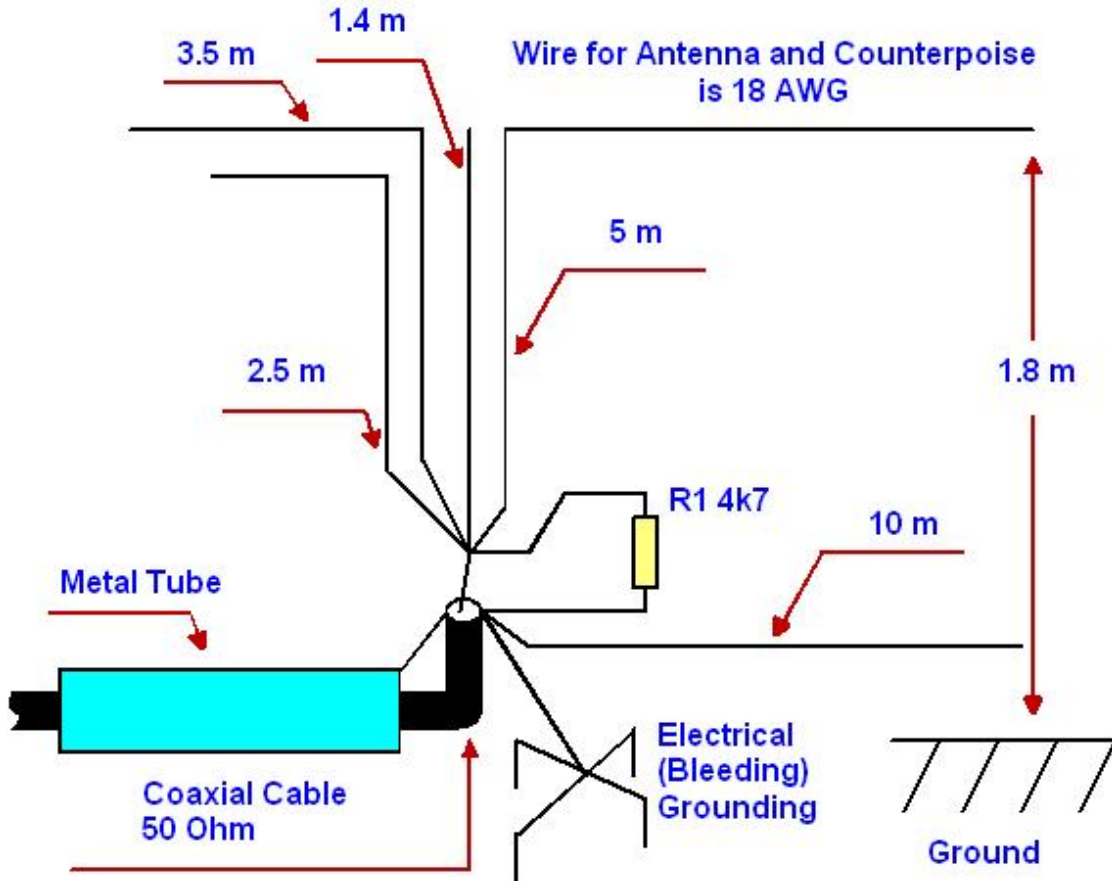 1.4 m
3.5 m
Wire for Antenna and Counterpoise
is 18 AWG
5 m
2.5 m
1.8 m
R1 4k7
10 m
Metal Tube
Electrical
(Bleeding)
Grounding
Coaxial Cable
50 Ohm
Ground